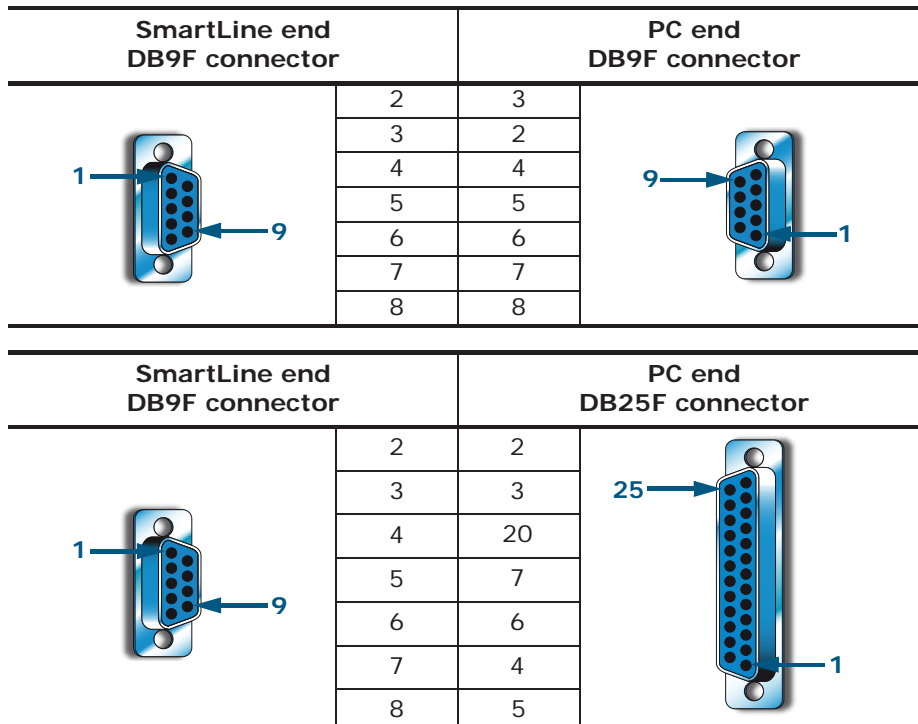 SmartLine end
DB9F connector
PC end
DB9F connector
2 3
3 2
4 4
5 5
6 6
7 7
8 8
1
9
9
1
SmartLine end
DB9F connector
PC end
DB25F connector
2 2
3 3
4 20
5 7
6 6
7 4
8 5
1
9
25
1